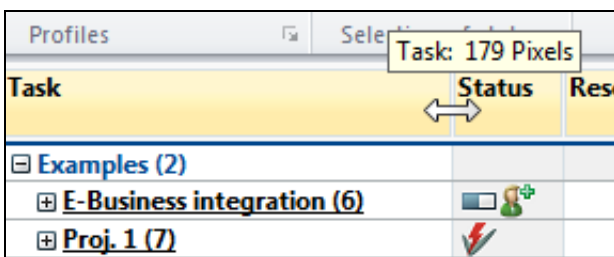 Profiles
Task: 179 Pixels
Task Status
Examples (2)
E-Business integration (6)
Proj. 1 (7)